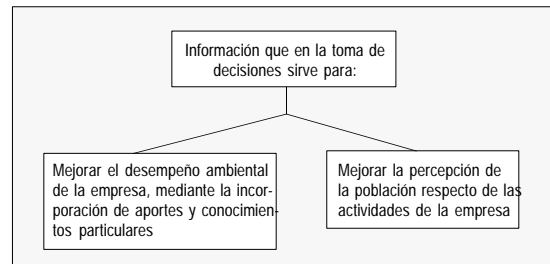 Información que en la toma de
decisiones sirve para:
Mejorar el desempeño ambiental
de la empresa, mediante la incor-
poración de aportes y conocimien-
tos particulares
Mejorar la percepción de
la población respecto de las
actividades de la empresa